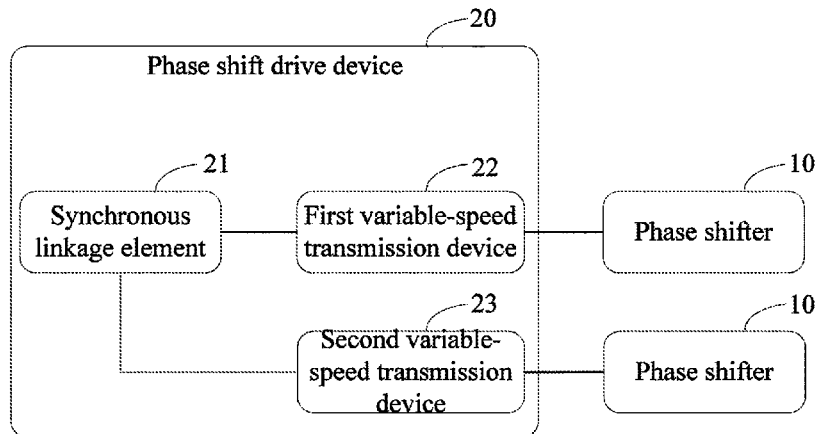 20
Phase shift drive device
21
22
10
Synchronous
linkage element
First variable-speed
transmission device
Phase shifter
23
10
Second variable-
speed transmission
device
Phase shifter